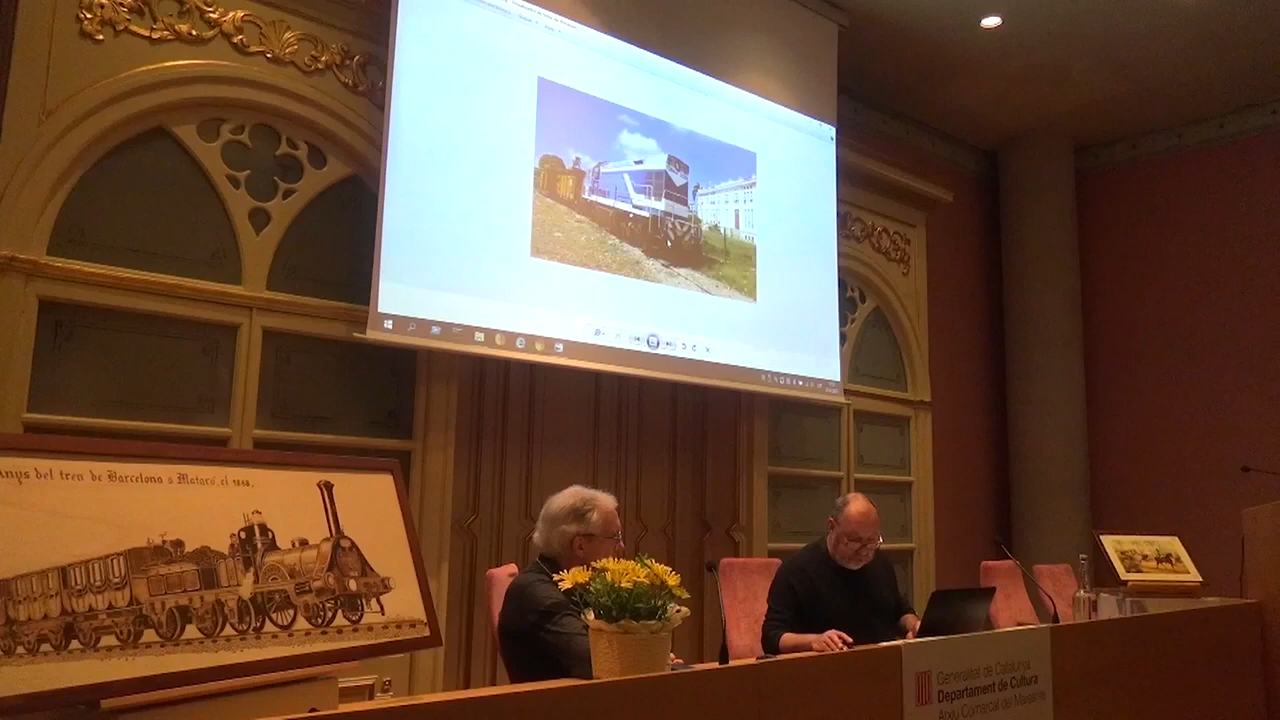 anys del tren de Barcelona a Mataró, el 1848.
Generalitat de Catalunya
Departament de Cultura
Arxiu Comarcal del Maresme